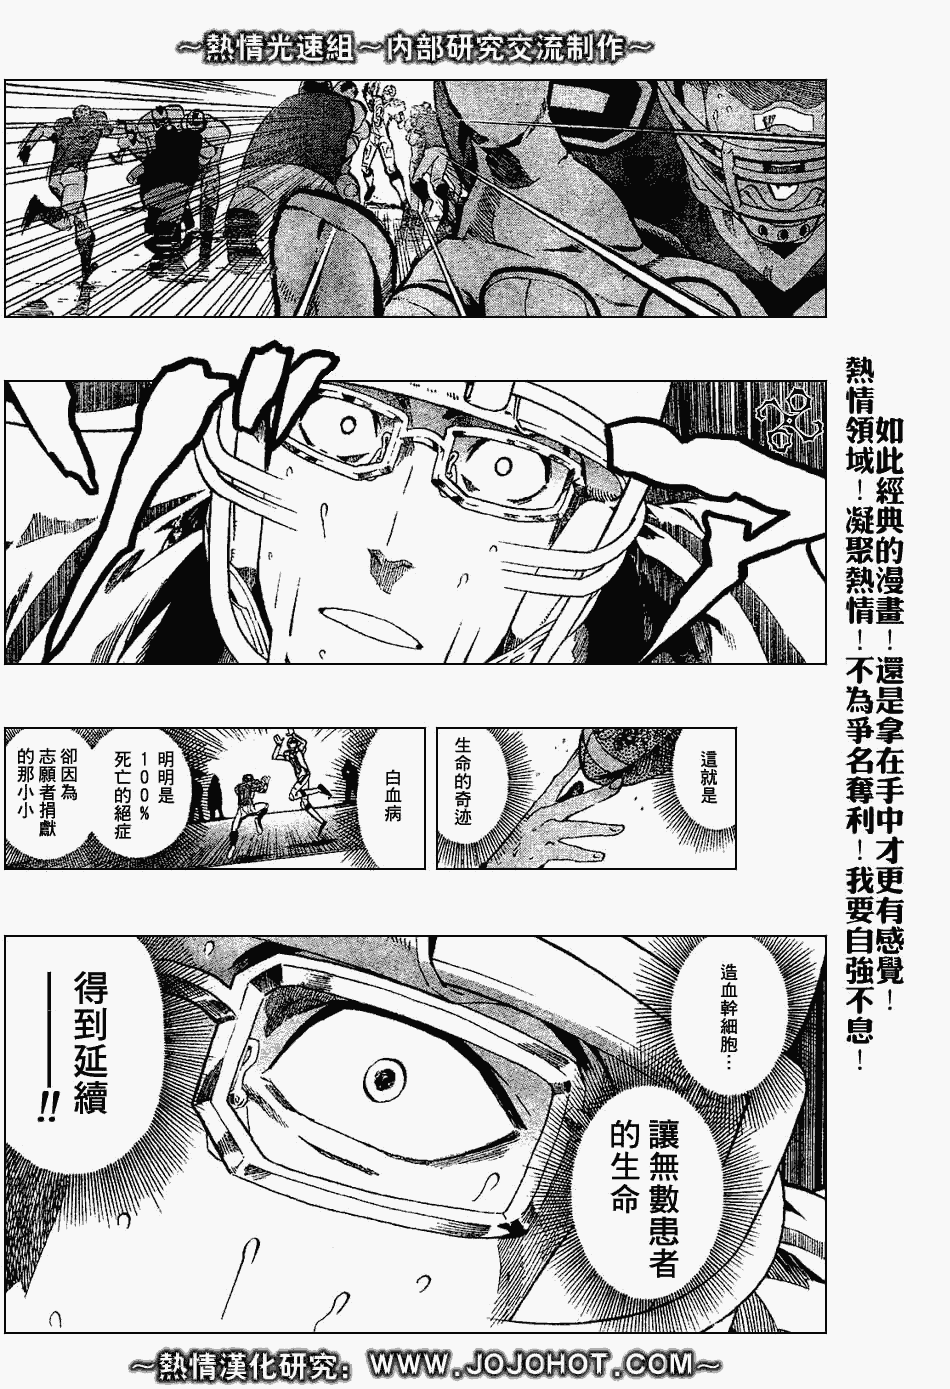 ～熱情光速組～内部研究交流制作～
如此經典的漫畫！還是拿在手中才更有感覺！
熱情領域！凝聚熱情！不為爭名奪利！我要自強不息！
這就是
生命的奇迹
白血病
明明是
100%
死亡的絕症
卻因為
志願者捐獻
的那小小
造血幹細胞…
讓無數患者
的生命
得到延續
——!!
～熱情漢化研究：WWW.JOJOHOT.COM～